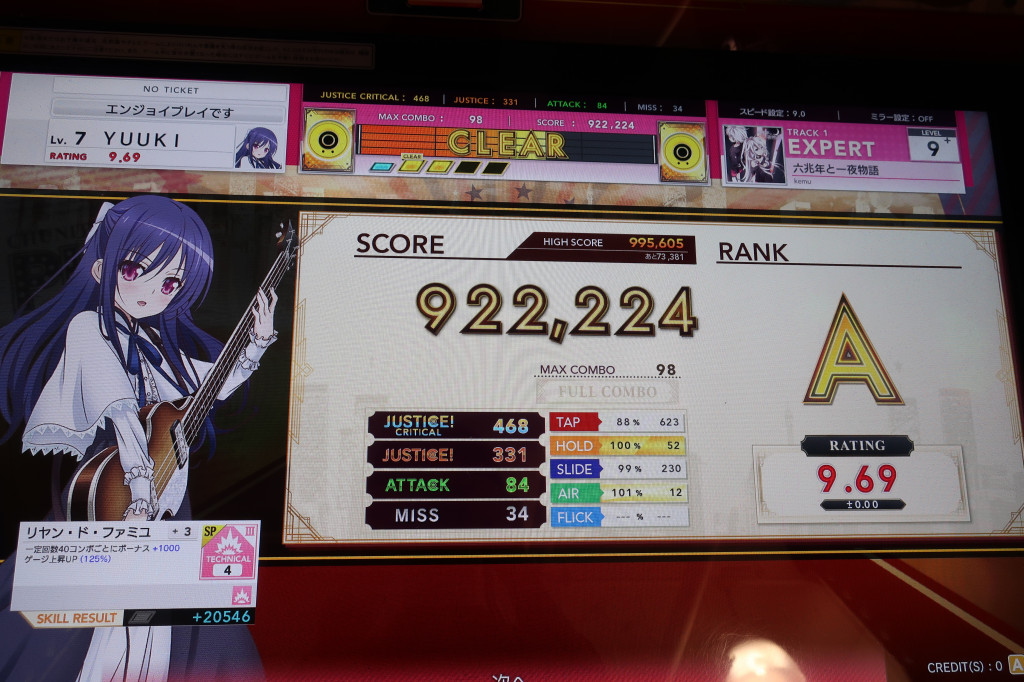 NO TICKET
エンジョイプレイです
Lv. 7 YUUKI
RATING 9.69
JUSTICE CRITICAL : 468 | JUSTICE : 331 | ATTACK : 84 | MISS : 34
MAX COMBO : 98 SCORE : 922,224
CLEAR
CLEAR
スピード設定:9.0 ミラー設定:OFF
TRACK 1
EXPERT
LEVEL
9+
六兆年と一夜物語
kemu
SCORE
HIGH SCORE 995,605
あと73,381
922,224
MAX COMBO 98
FULL COMBO
JUSTICE! CRITICAL 468
JUSTICE! 331
ATTACK 84
MISS 34
TAP 88% 623
HOLD 100% 52
SLIDE 99% 230
AIR 101% 12
FLICK ---% ---
RANK
A
RATING
9.69
±0.00
リヤン・ド・ファミユ +3
一定回数40コンボごとにボーナス+1000
ゲージ上昇UP (125%)
SP III
TECHNICAL
4
SKILL RESULT +20546
次へ
CREDIT(S) : 0 A